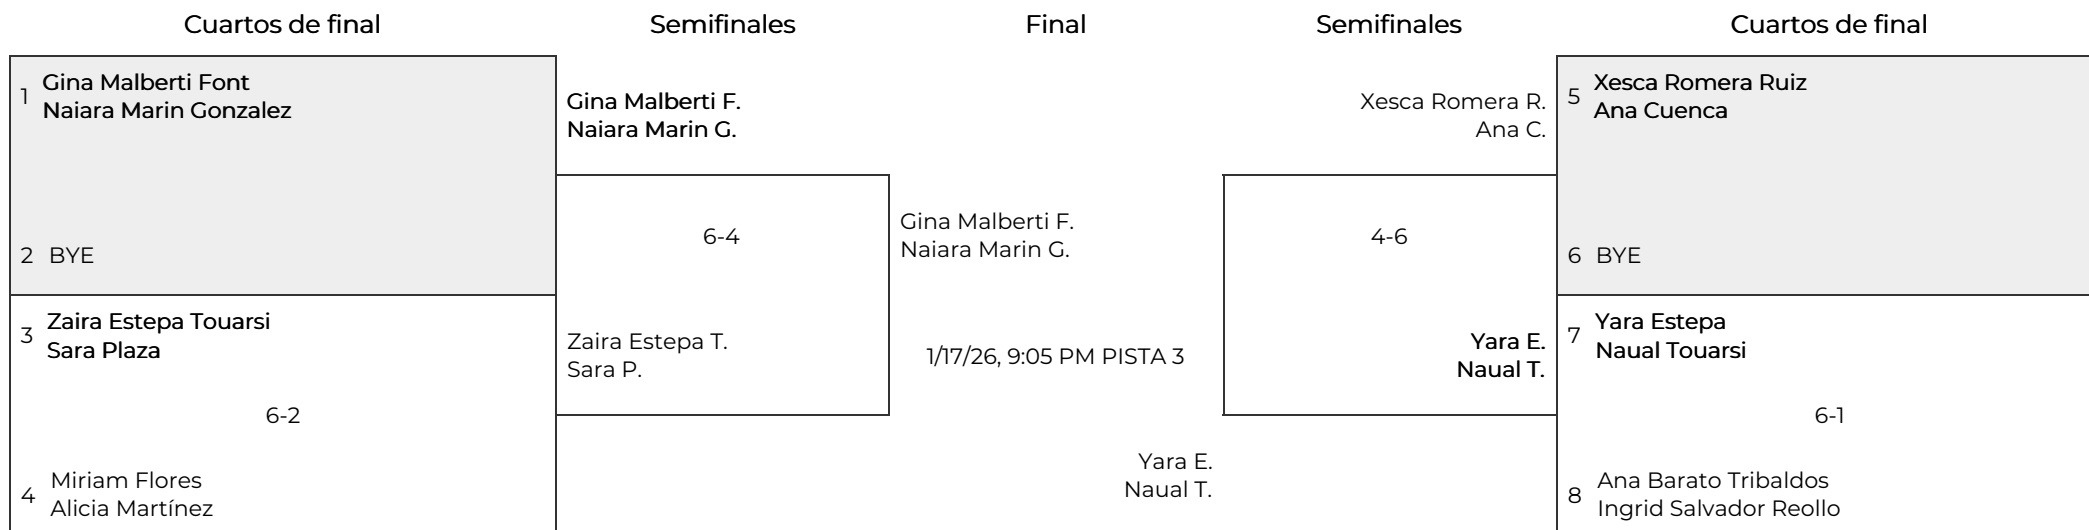 Cuartos de final
Semifinales
Final
Semifinales
Cuartos de final
1
Gina Malberti Font
Naiara Marin Gonzalez
2 BYE
3
Zaira Estepa Touarsi
Sara Plaza
6-2
4
Miriam Flores
Alicia Martínez
Gina Malberti F.
Naiara Marin G.
6-4
Zaira Estepa T.
Sara P.
Gina Malberti F.
Naiara Marin G.
1/17/26, 9:05 PM PISTA 3
Yara E.
Naual T.
Xesca Romera R.
Ana C.
4-6
Yara E.
Naual T.
5
Xesca Romera Ruiz
Ana Cuenca
6 BYE
7
Yara Estepa
Naual Touarsi
6-1
8
Ana Barato Tribaldos
Ingrid Salvador Reollo